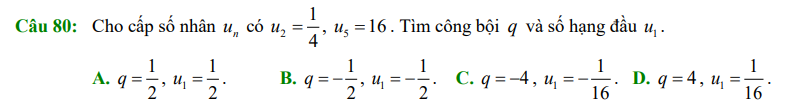 Câu 80: Cho cấp số nhân $u_n$ có $u_2 = \frac{1}{4}$, $u_5 = 16$. Tìm công bội $q$ và số hạng đầu $u_1$.
A. $q = \frac{1}{2}$, $u_1 = \frac{1}{2}$. B. $q = -\frac{1}{2}$, $u_1 = -\frac{1}{2}$. C. $q = -4$, $u_1 = -\frac{1}{16}$. D. $q = 4$, $u_1 = \frac{1}{16}$.